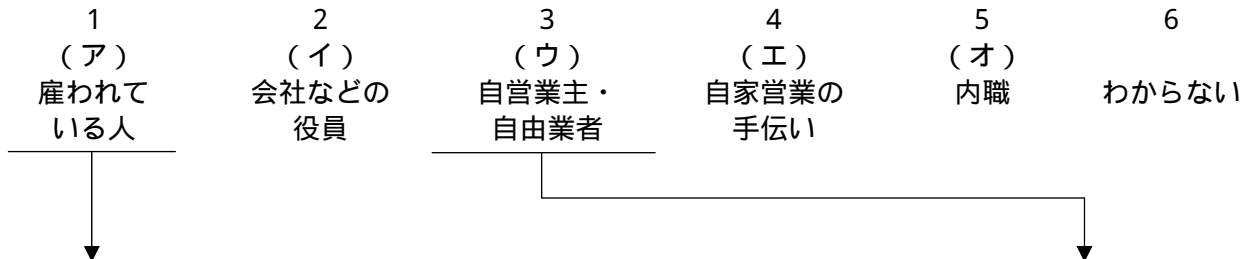 1 2 3 4 5 6
(ア) (イ) (ウ) (エ) (オ)
雇われて 会社などの 自営業主・ 自家営業の 内職 わからない
いる人 役員 自由業者 手伝い